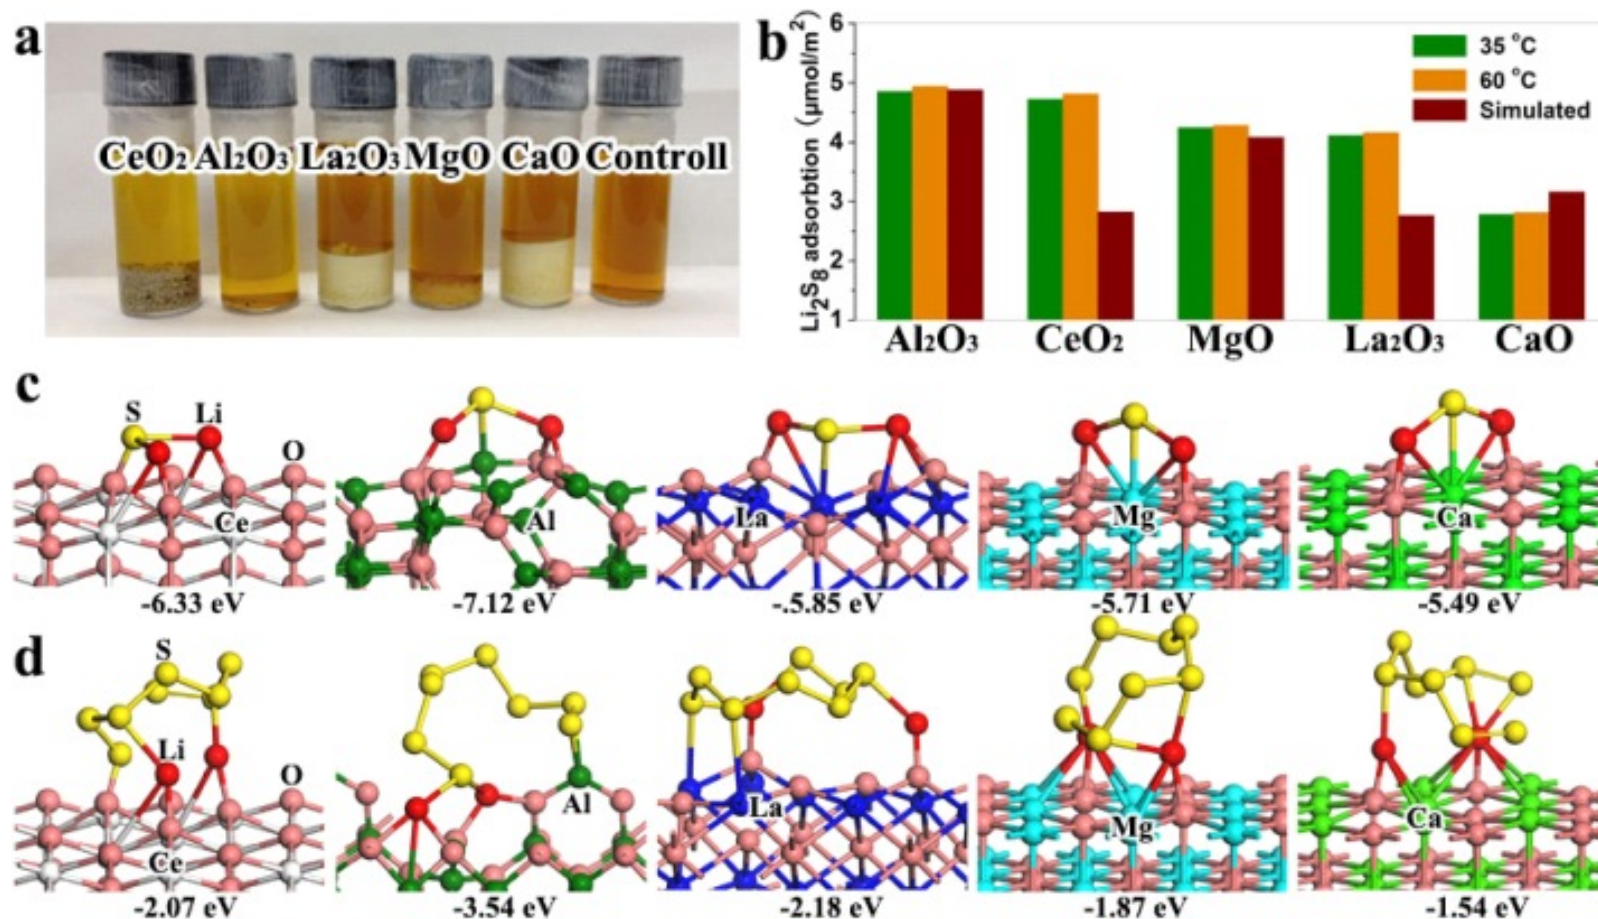 a
CeO₂ Al₂O₃ La₂O₃ MgO CaO Controll
b
Li₂S₈ adsorbtion (μmol/m²)
6
5
4
3
2
1
35 °C
60 °C
Simulated
Al₂O₃ CeO₂ MgO La₂O₃ CaO
c
S Li O Ce
Al
La
Mg
Ca
-6.33 eV -7.12 eV -.5.85 eV -5.71 eV -5.49 eV
d
S Li O Ce
Al
La
Mg
Ca
-2.07 eV -3.54 eV -2.18 eV -1.87 eV -1.54 eV